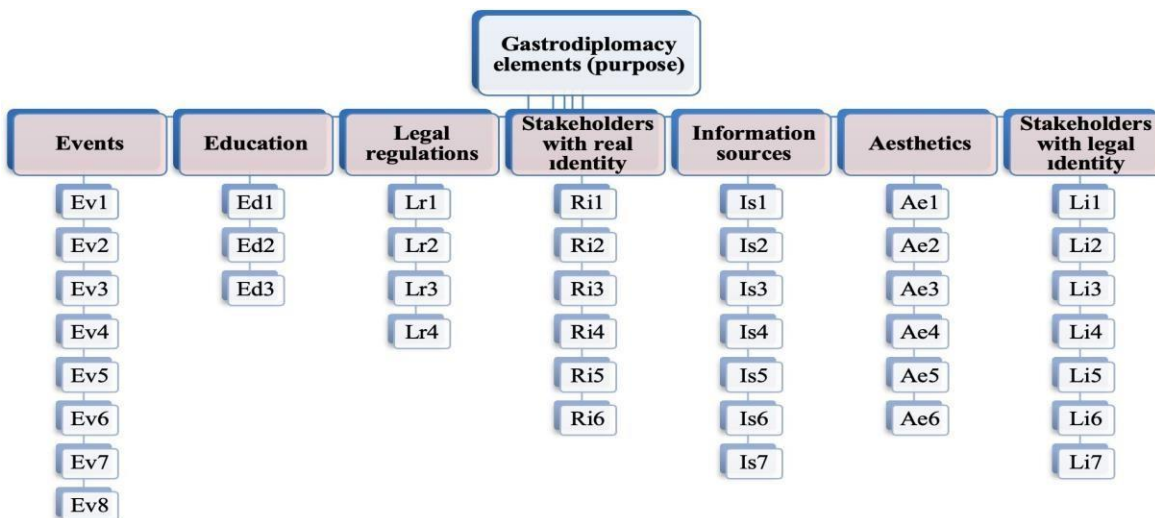 Gastrodiplomacy
elements (purpose)
Events
Education
Legal
regulations
Stakeholders
with real
ıdentity
Information
sources
Aesthetics
Stakeholders
with legal
ıdentity
Ev1
Ev2
Ev3
Ev4
Ev5
Ev6
Ev7
Ev8
Ed1
Ed2
Ed3
Lr1
Lr2
Lr3
Lr4
Ri1
Ri2
Ri3
Ri4
Ri5
Ri6
Is1
Is2
Is3
Is4
Is5
Is6
Is7
Ae1
Ae2
Ae3
Ae4
Ae5
Ae6
Li1
Li2
Li3
Li4
Li5
Li6
Li7